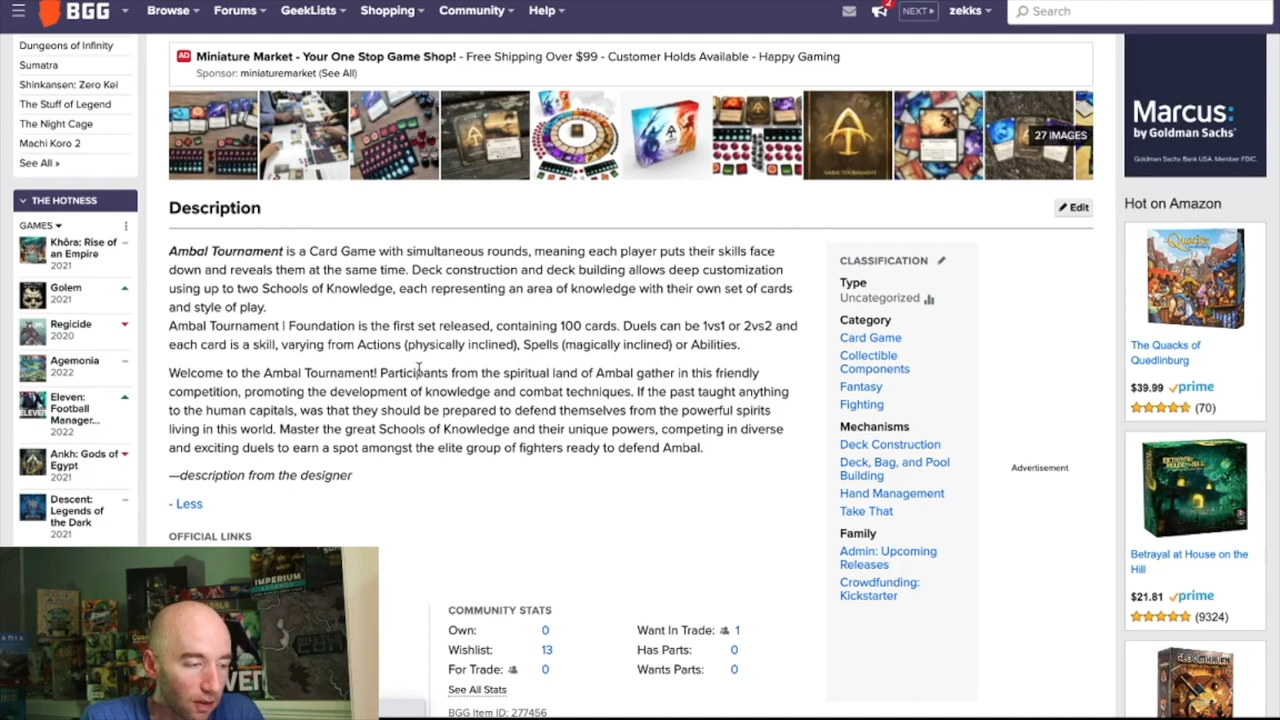 BGG
Browse
Forums
GeekLists
Shopping
Community
Help
2
NEXT
zekks
Search
Dungeons of Infinity
Sumatra
Shinkansen: Zero Kei
The Stuff of Legend
The Night Cage
Machi Koro 2
See All »
THE HOTNESS
GAMES
Khôra: Rise of
an Empire
2021
Golem
2021
Regicide
2020
Agemonia
2022
Eleven:
Football
Manager...
2022
Ankh: Gods of
Egypt
2021
Descent:
Legends of
the Dark
2021
AD
Miniature Market - Your One Stop Game Shop! - Free Shipping Over $99 - Customer Holds Available - Happy Gaming
Sponsor: miniaturemarket (See All)
AMBAL TOURNAMENT
27 IMAGES
Description
Edit
Ambal Tournament is a Card Game with simultaneous rounds, meaning each player puts their skills face
down and reveals them at the same time. Deck construction and deck building allows deep customization
using up to two Schools of Knowledge, each representing an area of knowledge with their own set of cards
and style of play.
Ambal Tournament | Foundation is the first set released, containing 100 cards. Duels can be 1vs1 or 2vs2 and
each card is a skill, varying from Actions (physically inclined), Spells (magically inclined) or Abilities.
Welcome to the Ambal Tournament! Participants from the spiritual land of Ambal gather in this friendly
competition, promoting the development of knowledge and combat techniques. If the past taught anything
to the human capitals, was that they should be prepared to defend themselves from the powerful spirits
living in this world. Master the great Schools of Knowledge and their unique powers, competing in diverse
and exciting duels to earn a spot amongst the elite group of fighters ready to defend Ambal.
—description from the designer
- Less
OFFICIAL LINKS
COMMUNITY STATS
Own: 0
Wishlist: 13
For Trade: 0
See All Stats
BGG Item ID: 277456
Want In Trade: 1
Has Parts: 0
Wants Parts: 0
CLASSIFICATION
Type
Uncategorized
Category
Card Game
Collectible
Components
Fantasy
Fighting
Mechanisms
Deck Construction
Deck, Bag, and Pool
Building
Hand Management
Take That
Family
Admin: Upcoming
Releases
Crowdfunding:
Kickstarter
Advertisement
Marcus:
by Goldman Sachs®
Goldman Sachs Bank USA. Member FDIC.
Hot on Amazon
The Quacks of
Quedlinburg
$39.99 prime
(70)
Betrayal at House on the
Hill
$21.81 prime
(9324)
IMPERIUM